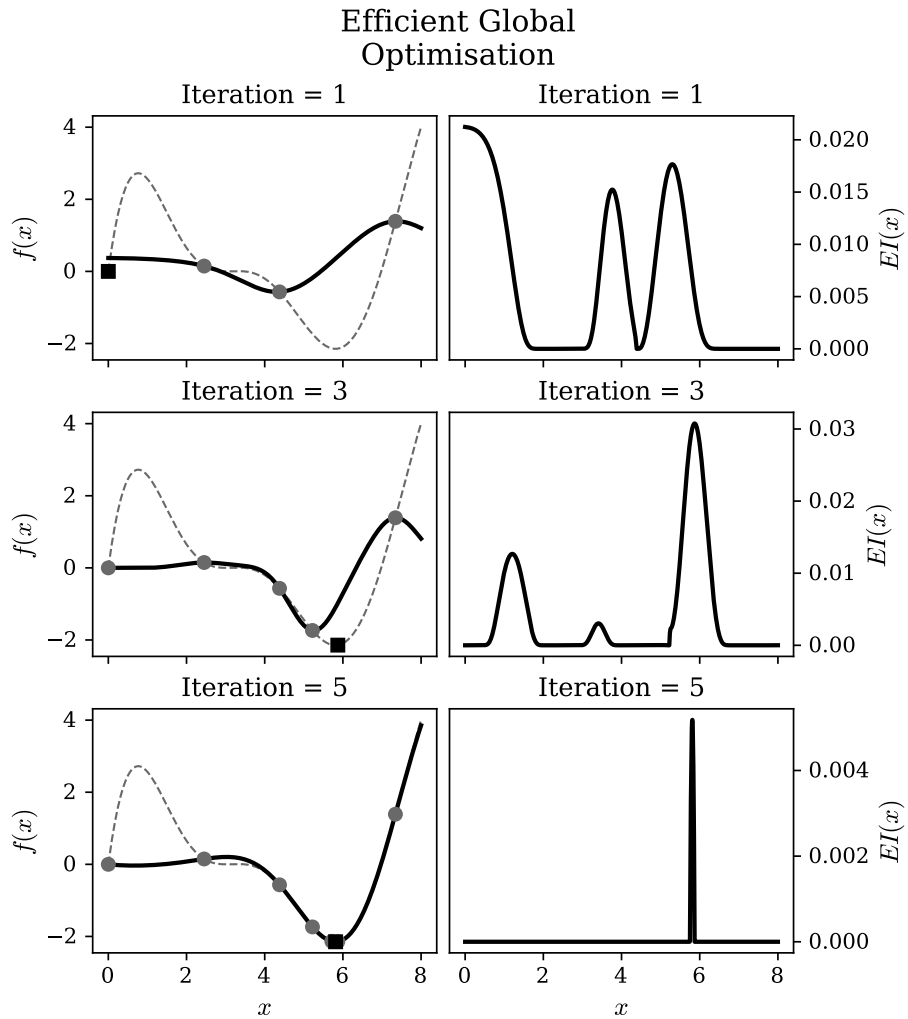 Efficient Global
Optimisation
Iteration = 1
Iteration = 1
4
2
0
−2
f(x)
0.020
0.015
0.010
0.005
0.000
EI(x)
Iteration = 3
Iteration = 3
4
2
0
−2
f(x)
0.03
0.02
0.01
0.00
EI(x)
Iteration = 5
Iteration = 5
4
2
0
−2
f(x)
0.004
0.002
0.000
EI(x)
0 2 4 6 8
0 2 4 6 8
x
x